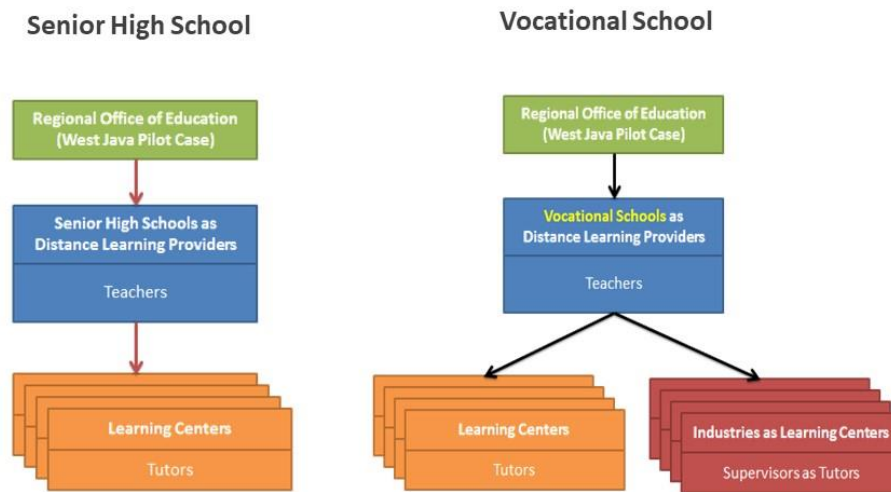 Senior High School
Regional Office of Education
(West Java Pilot Case)
Senior High Schools as
Distance Learning Providers
Teachers
Learning Centers
Tutors
Vocational School
Regional Office of Education
(West Java Pilot Case)
Vocational Schools as
Distance Learning Providers
Teachers
Learning Centers
Tutors
Industries as Learning Centers
Supervisors as Tutors